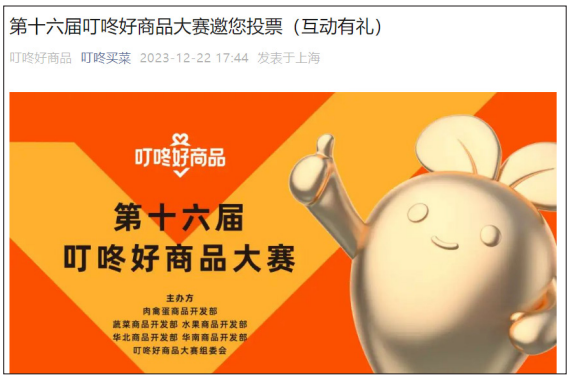 第十六届叮咚好商品大赛邀您投票（互动有礼）
叮咚好商品 叮咚买菜 2023-12-22 17:44 发表于上海
叮咚好商品
第十六届
叮咚好商品大赛
主办方
肉禽蛋商品开发部
蔬菜商品开发部 水果商品开发部
华北商品开发部 华南商品开发部
叮咚好商品大赛组委会